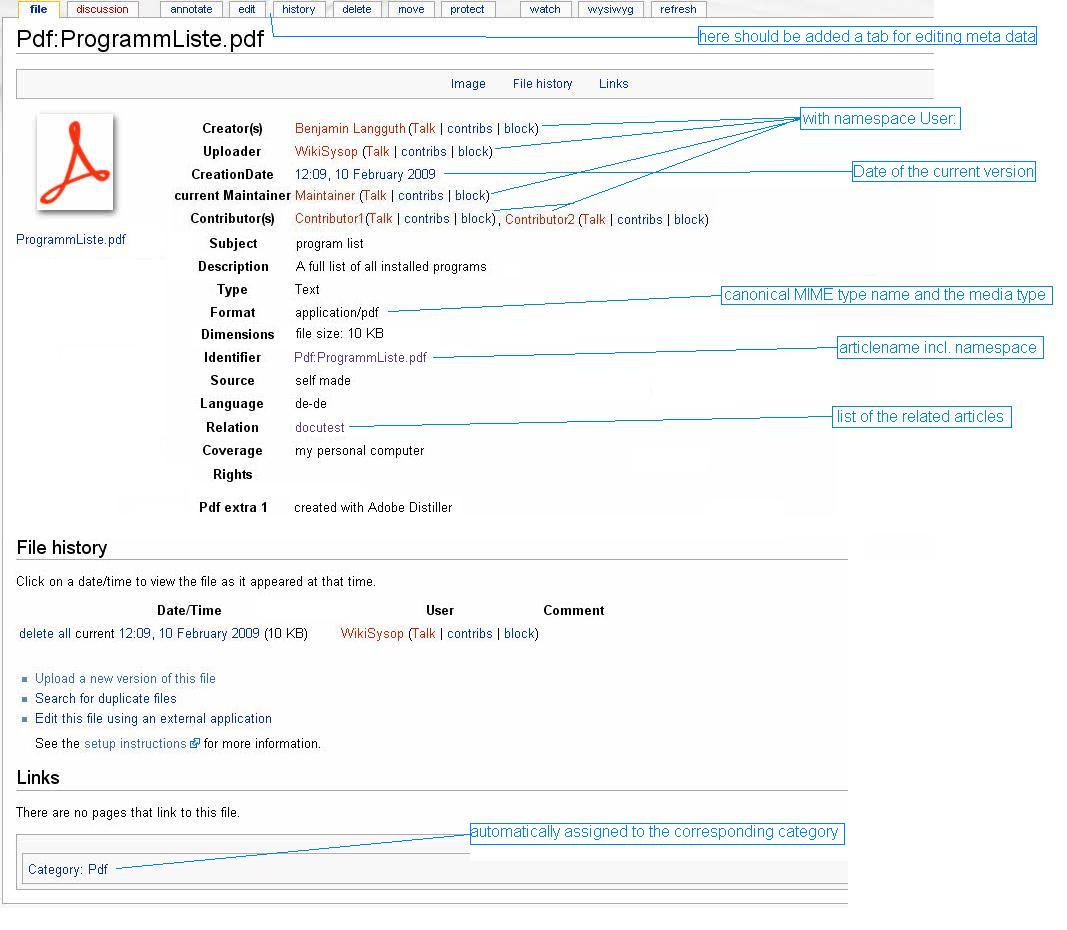 file discussion annotate edit history delete move protect watch wysiwyg refresh
Pdf:ProgrammListe.pdf
here should be added a tab for editing meta data
Image File history Links
Creator(s) Benjamin Langguth (Talk | contribs | block)
with namespace User:
Uploader WikiSysop (Talk | contribs | block)
CreationDate 12:09, 10 February 2009
Date of the current version
current Maintainer Maintainer (Talk | contribs | block)
Contributor(s) Contributor1(Talk | contribs | block) , Contributor2 (Talk | contribs | block)
ProgrammListe.pdf
Subject program list
Description A full list of all installed programs
Type Text
canonical MIME type name and the media type
Format application/pdf
Dimensions file size: 10 KB
Identifier Pdf:ProgrammListe.pdf
articlename incl. namespace
Source self made
Language de-de
Relation docutest
list of the related articles
Coverage my personal computer
Rights
Pdf extra 1 created with Adobe Distiller
File history
Click on a date/time to view the file as it appeared at that time.
Date/Time User Comment
delete all current 12:09, 10 February 2009 (10 KB) WikiSysop (Talk | contribs | block)
Upload a new version of this file
Search for duplicate files
Edit this file using an external application
See the setup instructions for more information.
Links
There are no pages that link to this file.
automatically assigned to the corresponding category
Category: Pdf